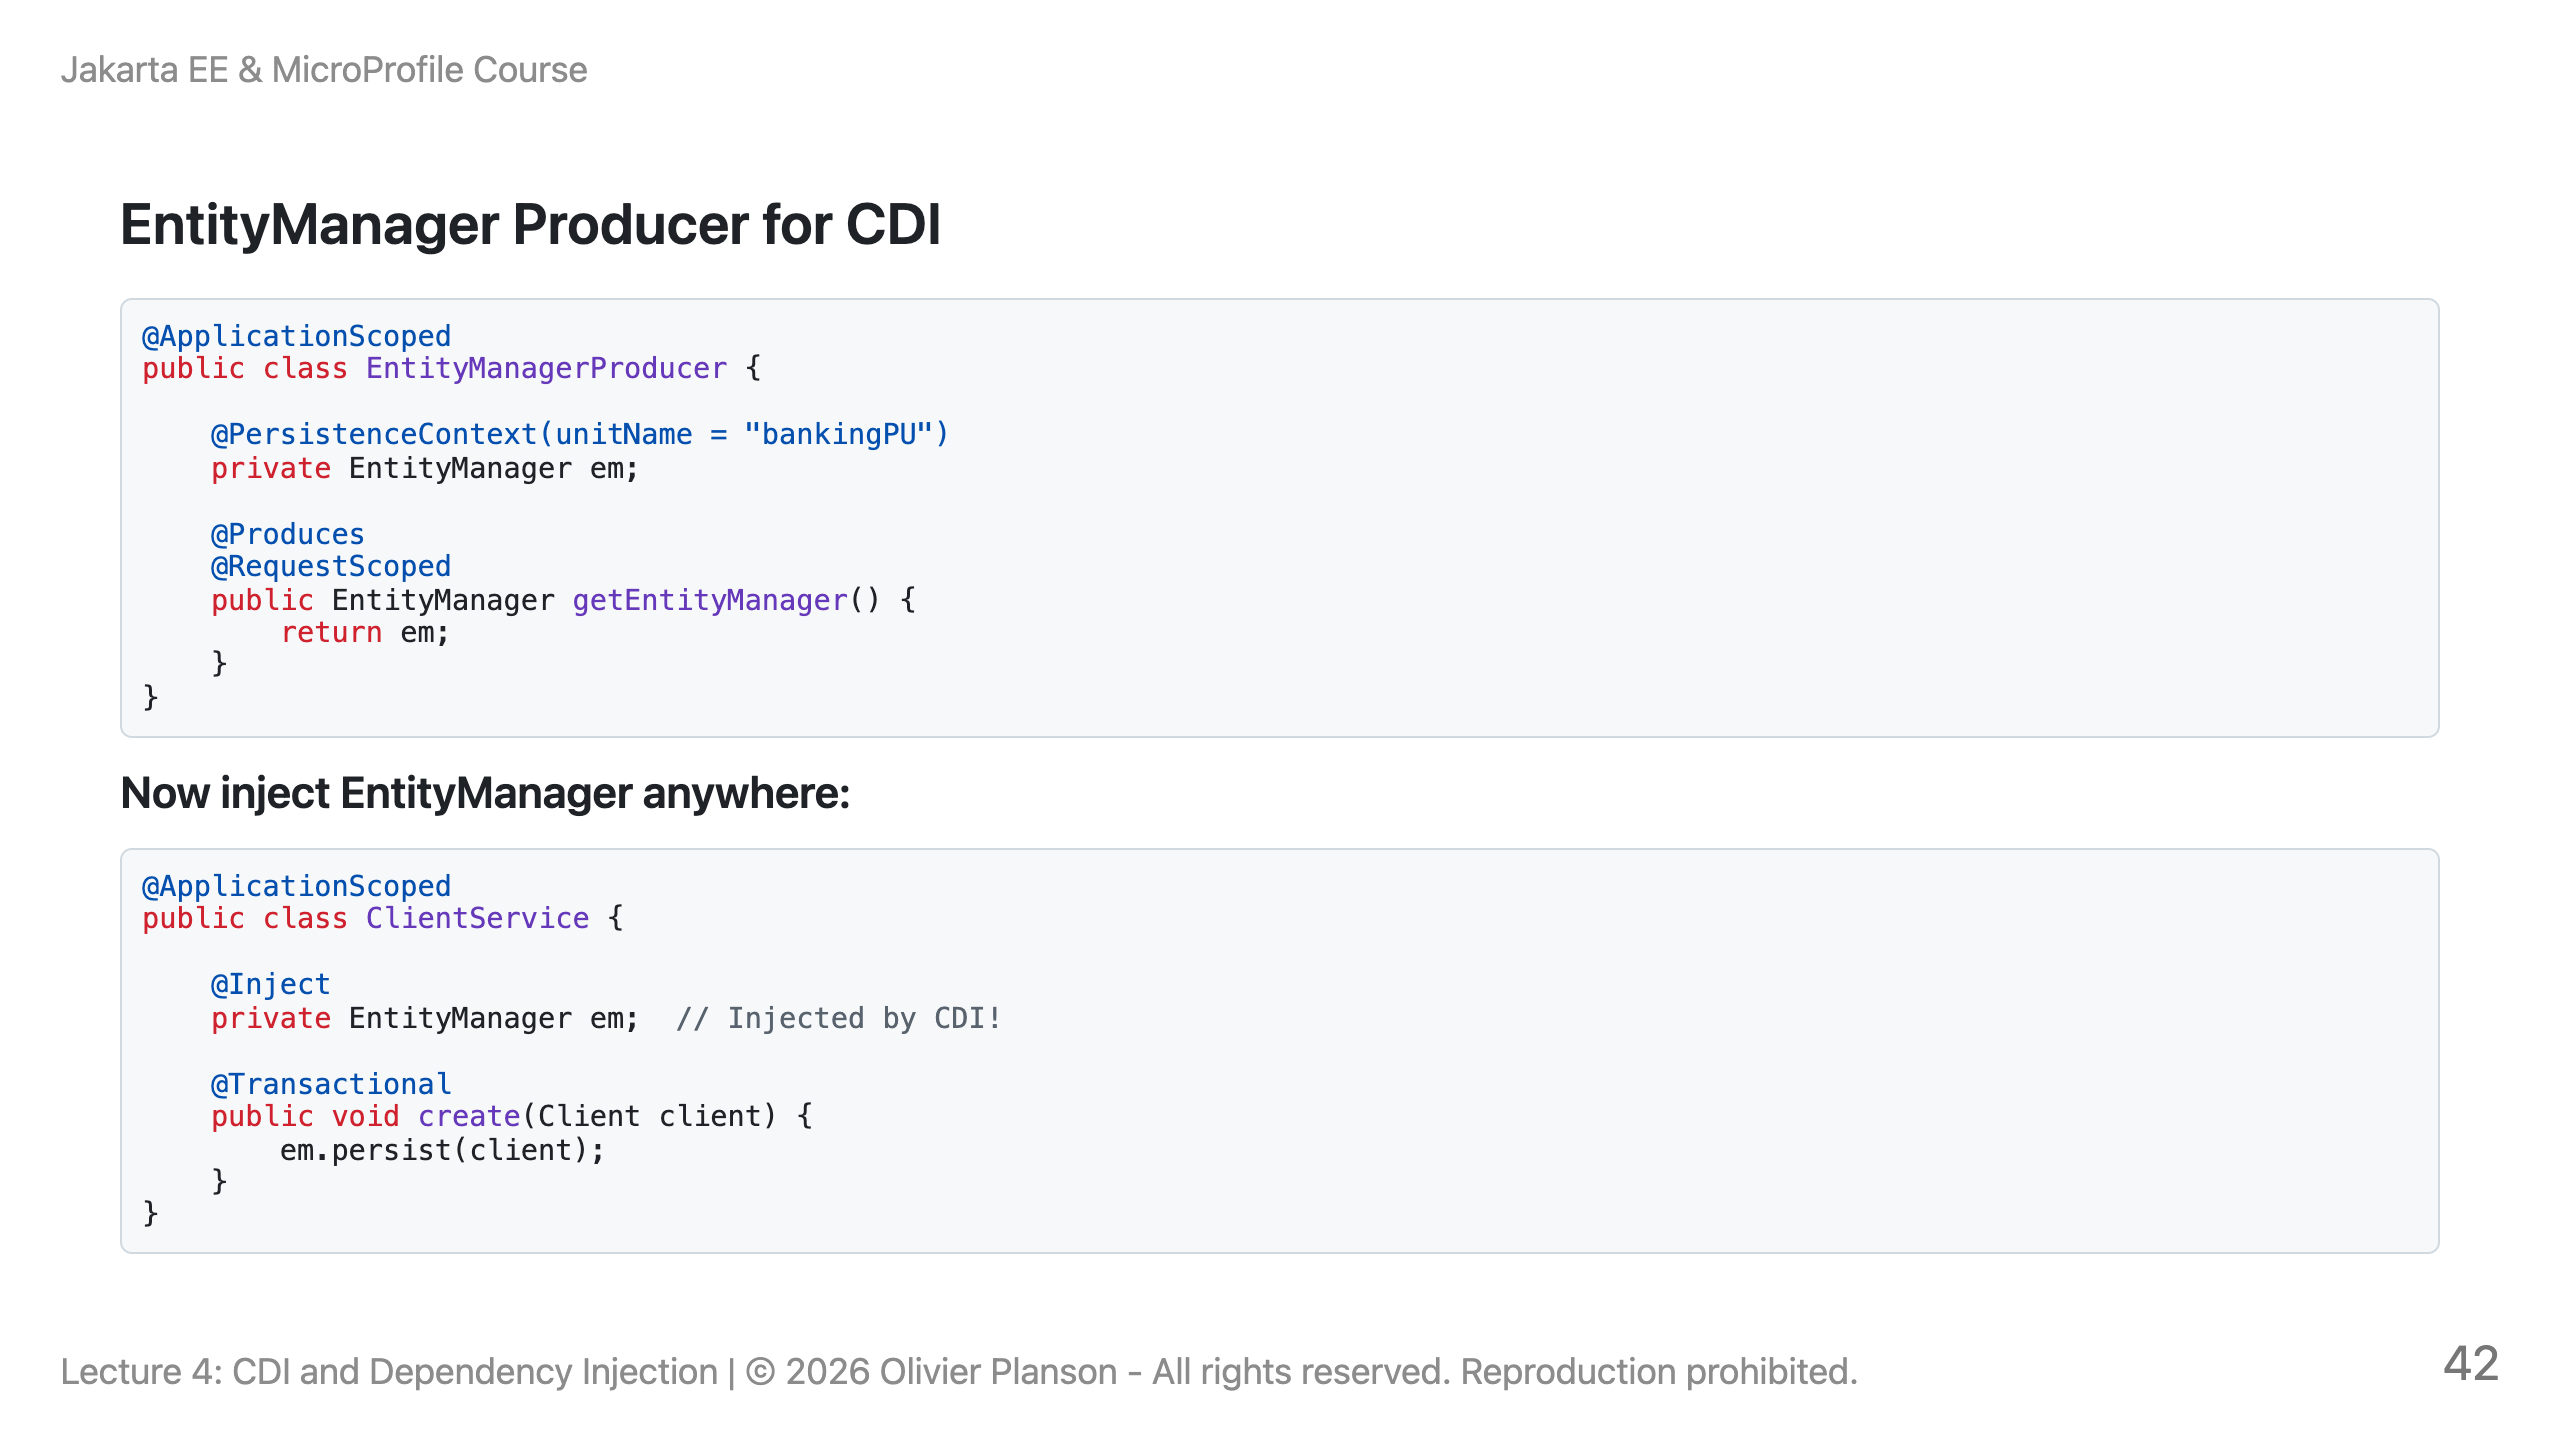 Jakarta EE & MicroProfile Course
EntityManager Producer for CDI
@ApplicationScoped
public class EntityManagerProducer {
    @PersistenceContext(unitName = "bankingPU")
    private EntityManager em;
    @Produces
    @RequestScoped
    public EntityManager getEntityManager() {
        return em;
    }
}
Now inject EntityManager anywhere:
@ApplicationScoped
public class ClientService {
    @Inject
    private EntityManager em;  // Injected by CDI!
    @Transactional
    public void create(Client client) {
        em.persist(client);
    }
}
Lecture 4: CDI and Dependency Injection | © 2026 Olivier Planson - All rights reserved. Reproduction prohibited.
42